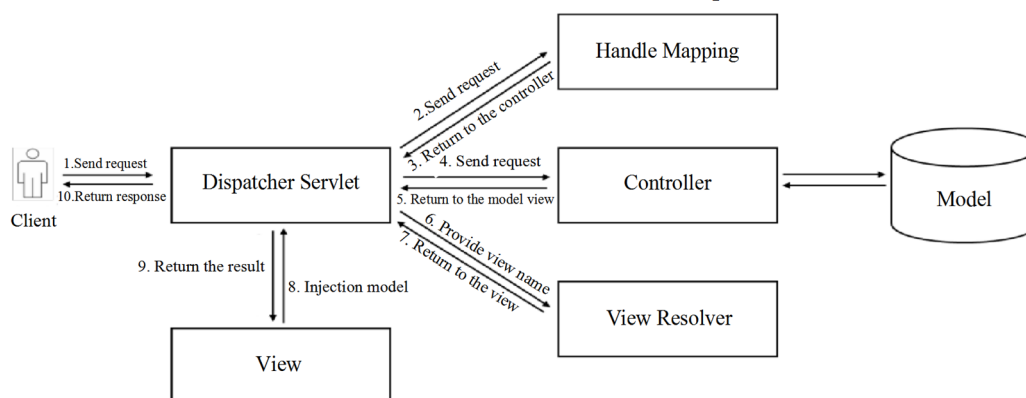 Handle Mapping
2.Send request
3. Return to the controller
1.Send request
10.Return response
Client
Dispatcher Servlet
4. Send request
5. Return to the model view
Controller
Model
6. Provide view name
7. Return to the view
9. Return the result
8. Injection model
View Resolver
View